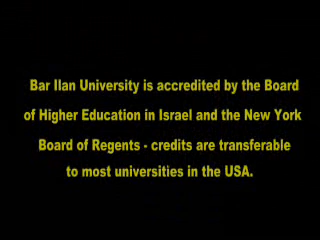 Bar Ilan University is accredited by the Board
of Higher Education in Israel and the New York
Board of Regents - credits are transferable
to most universities in the USA.